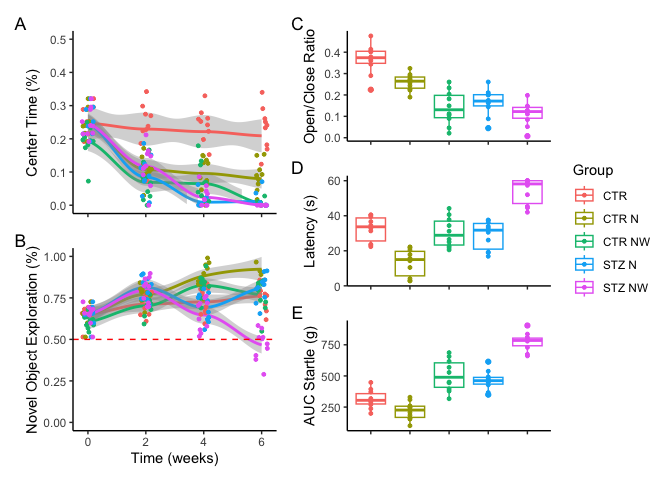 A
Center Time (%)
0.5
0.4
0.3
0.2
0.1
0.0
B
Novel Object Exploration (%)
1.00
0.75
0.50
0.25
0.00
0
2
4
6
Time (weeks)
C
Open/Close Ratio
0.4
0.3
0.2
0.1
0.0
D
Latency (s)
60
40
20
0
E
AUC Startle (g)
750
500
250
Group
CTR
CTR N
CTR NW
STZ N
STZ NW